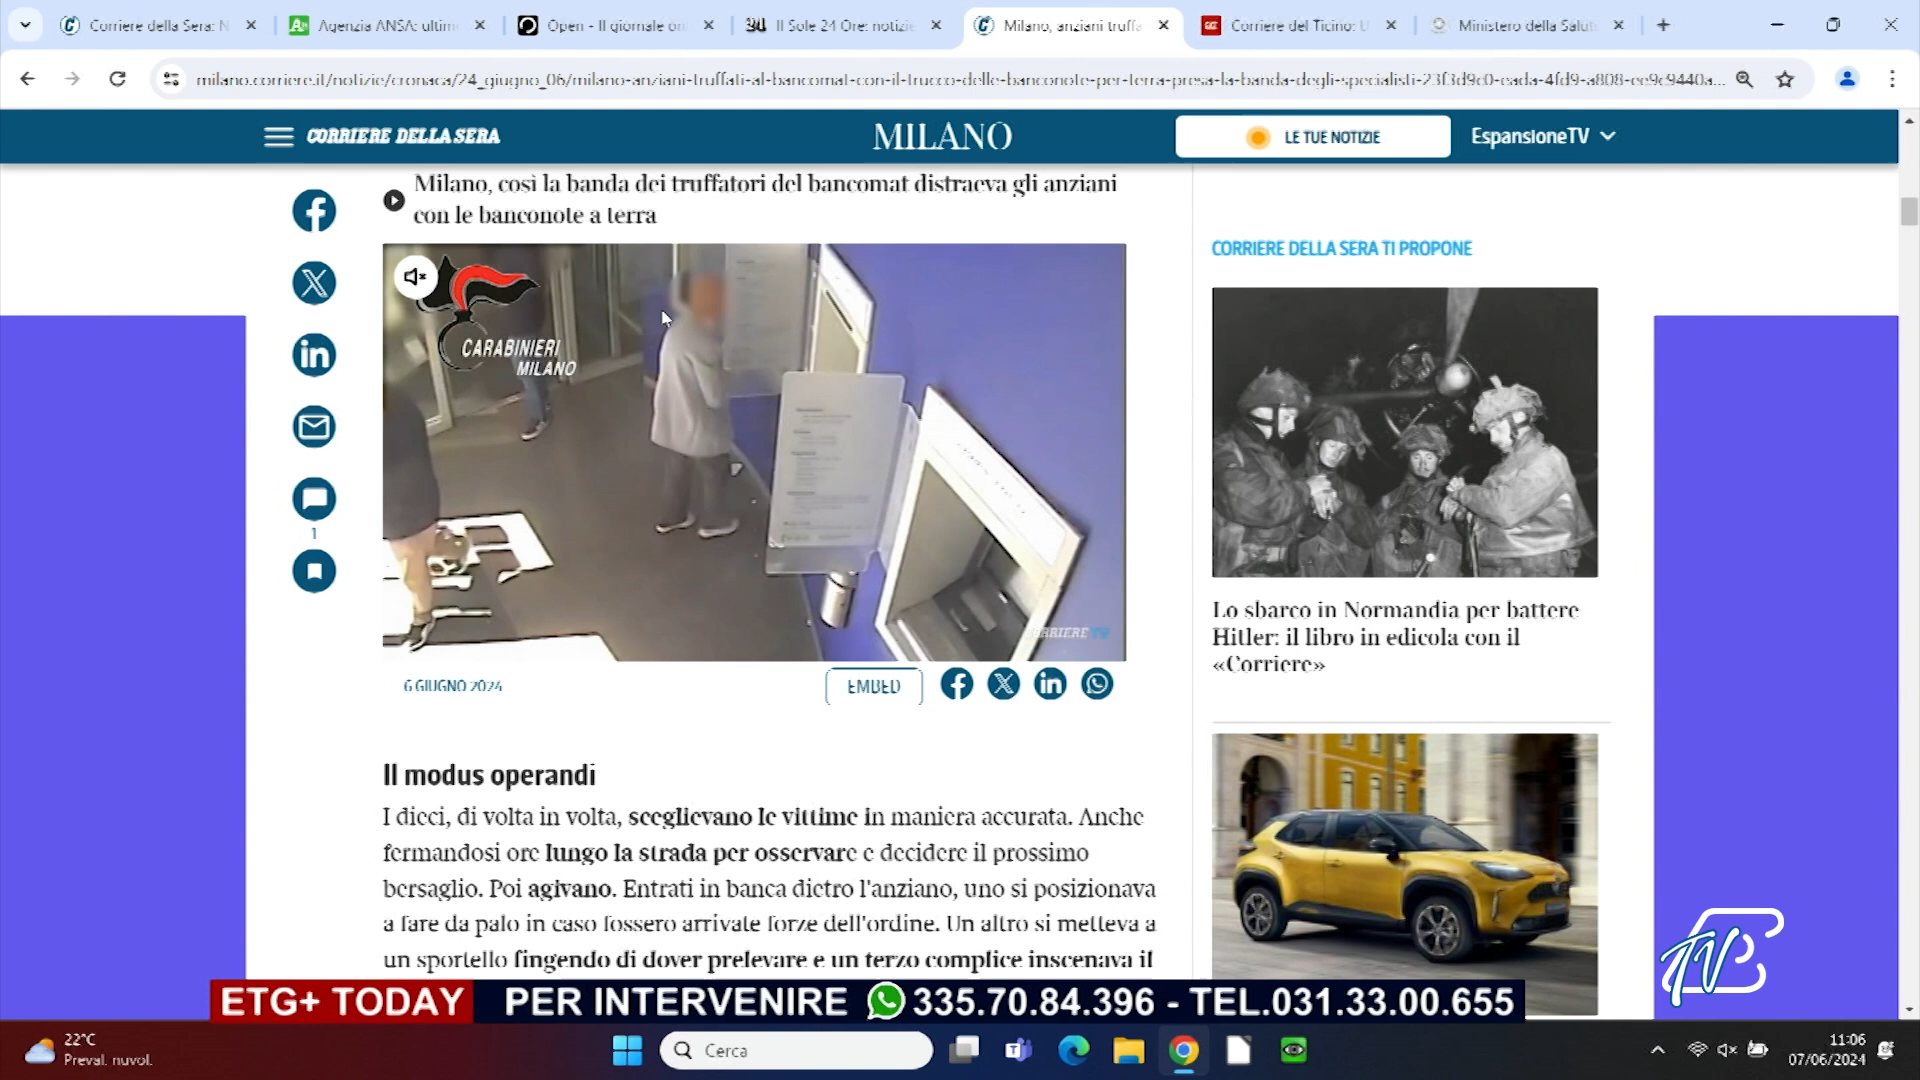 Corriere della Sera: N
Agenzia ANSA: ultime
Open - Il giornale on
Il Sole 24 Ore: notizie
Milano, anziani truffa
Corriere del Ticino: U
Ministero della Salut
milano.corriere.it/notizie/cronaca/24_giugno_06/milano-anziani-truffati-al-bancomat-con-il-trucco-delle-banconote-per-terra-presa-la-banda-degli-specialisti-23f3d9c0-eada-4fd9-a808-ee9c9440a...
CORRIERE DELLA SERA
MILANO
LE TUE NOTIZIE
EspansioneTV
Milano, così la banda dei truffatori del bancomat distraeva gli anziani
con le banconote a terra
CARABINIERI
MILANO
CORRIERE TV
6 GIUGNO 2024
EMBED
1
Il modus operandi
I dieci, di volta in volta, sceglievano le vittime in maniera accurata. Anche
fermandosi ore lungo la strada per osservare e decidere il prossimo
bersaglio. Poi agivano. Entrati in banca dietro l'anziano, uno si posizionava
a fare da palo in caso fossero arrivate forze dell'ordine. Un altro si metteva a
un sportello fingendo di dover prelevare e un terzo complice inscenava il
CORRIERE DELLA SERA TI PROPONE
Lo sbarco in Normandia per battere
Hitler: il libro in edicola con il
«Corriere»
TV
ETG+ TODAY
PER INTERVENIRE 335.70.84.396 - TEL.031.33.00.655
22°C
Preval. nuvol.
Cerca
11:06
07/06/2024